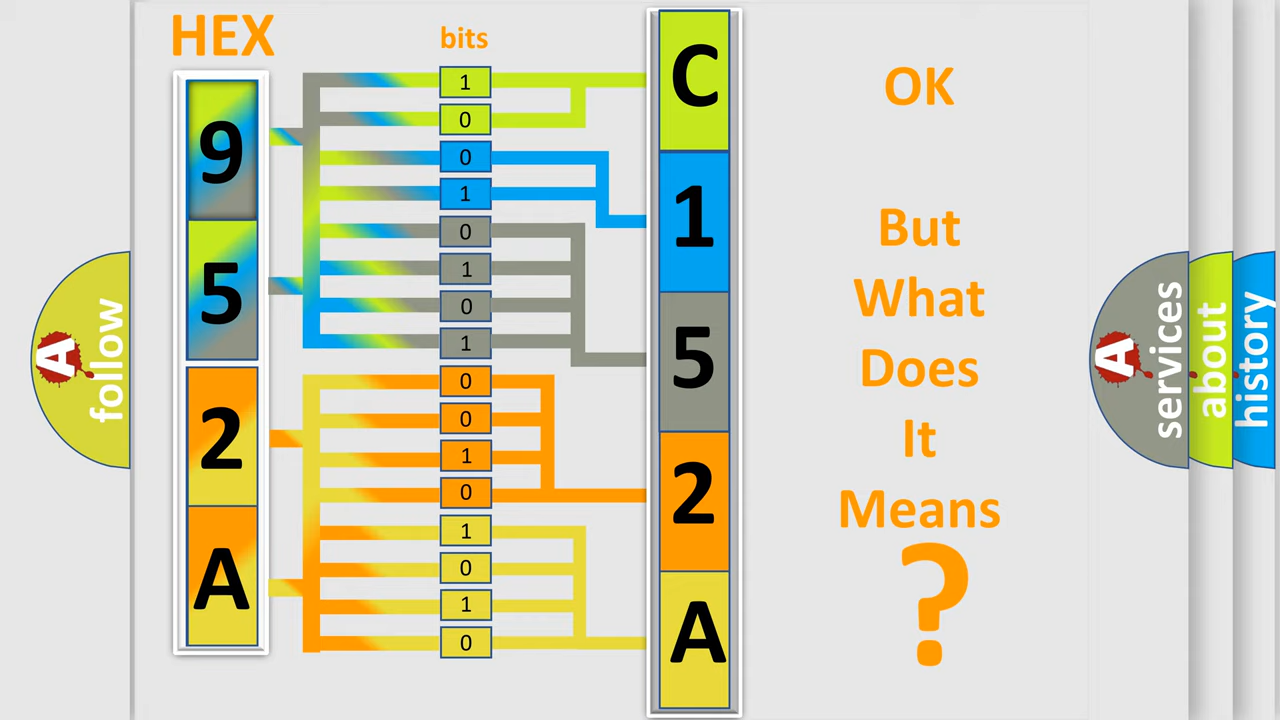 HEX
bits
9
5
2
A
1
0
0
1
0
1
0
1
0
0
1
0
1
0
1
0
C
1
5
2
A
OK
But
What
Does
It
Means
?
A
follow
A
services
about
history